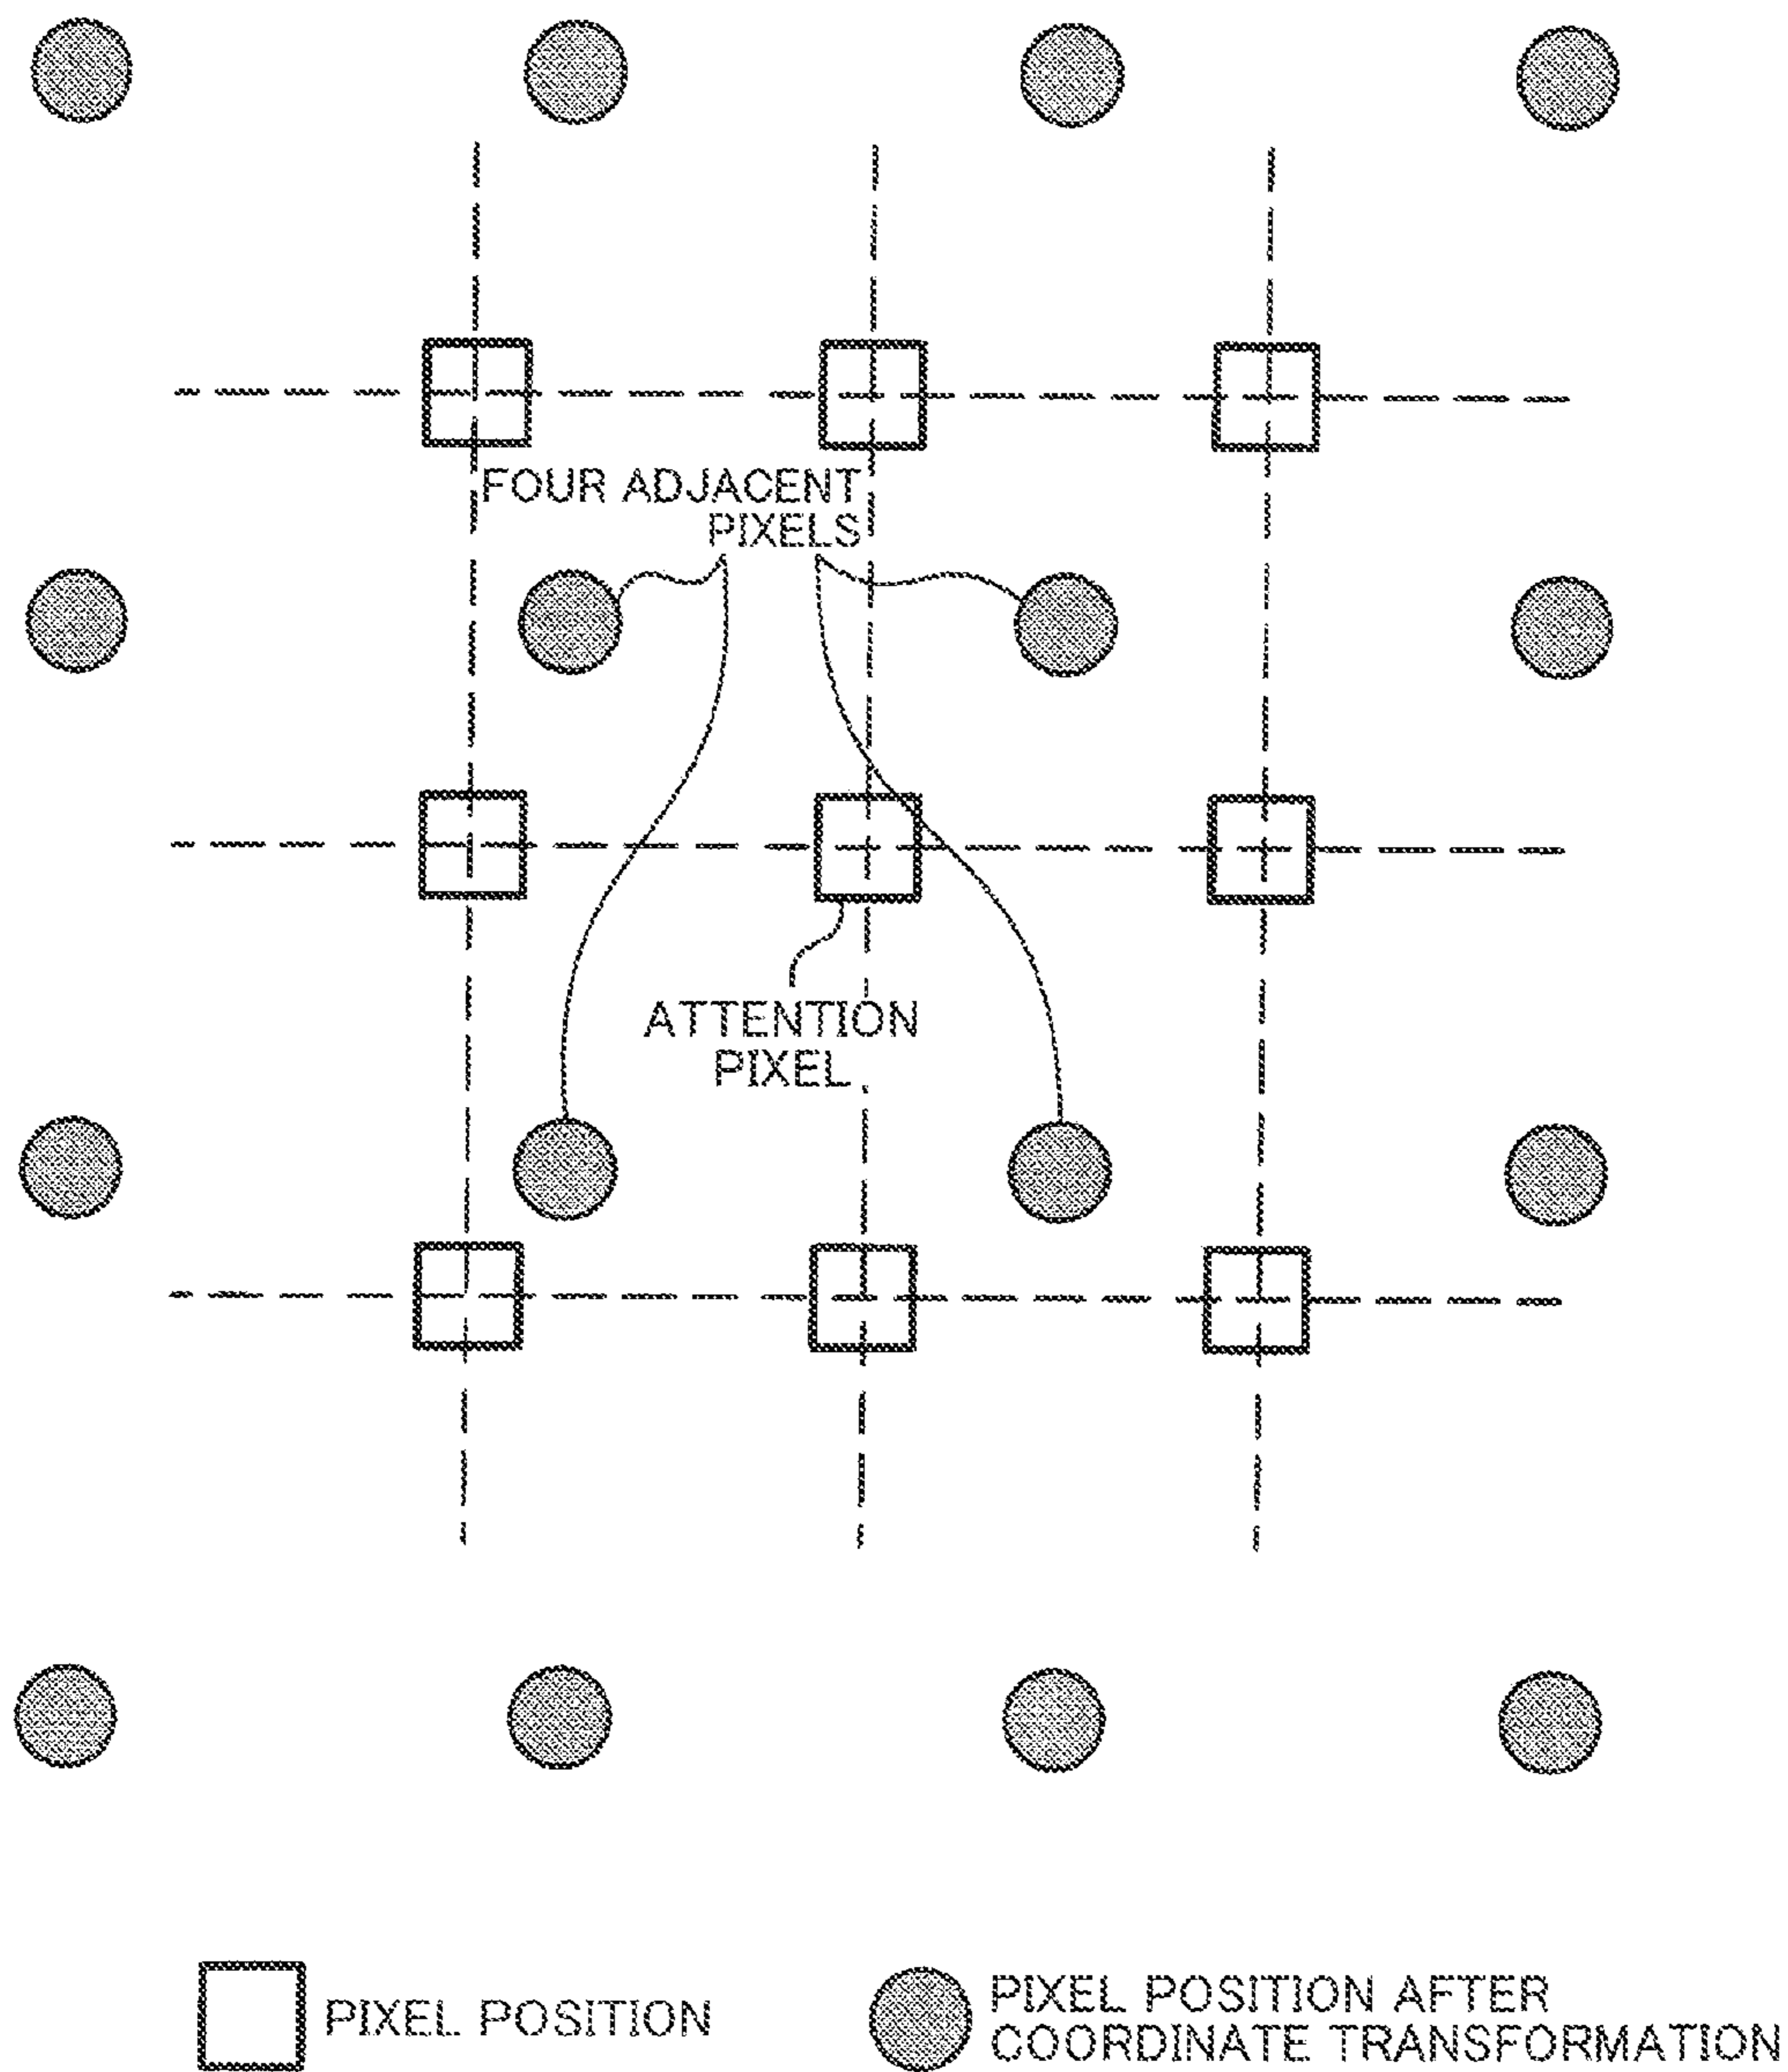 FOUR ADJACENT
PIXELS
ATTENTION
PIXEL
PIXEL POSITION
PIXEL POSITION AFTER
COORDINATE TRANSFORMATION